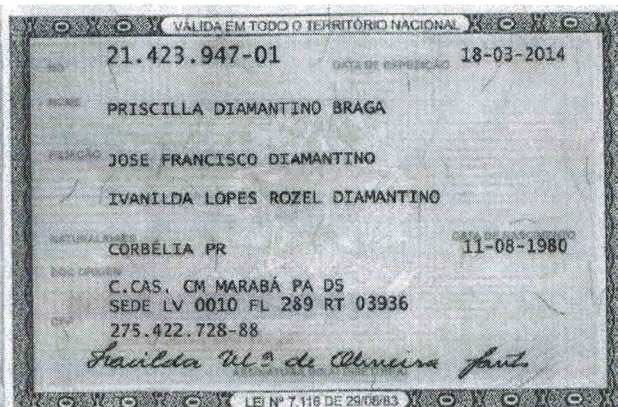 VÁLIDA EM TODO O TERRITÓRIO NACIONAL
21.423.947-01 DATA DE EXPEDIÇÃO 18-03-2014
NOME
PRISCILLA DIAMANTINO BRAGA
FILIAÇÃO
JOSE FRANCISCO DIAMANTINO
IVANILDA LOPES ROZEL DIAMANTINO
NATURALIDADE DATA DE NASCIMENTO
CORBÉLIA PR 11-08-1980
DOC ORIGEM
C.CAS. CM MARABÁ PA D5
SEDE LV 0010 FL 289 RT 03936
CPF
275.422.728-88
de
LEI Nº 7.116 DE 29/08/83